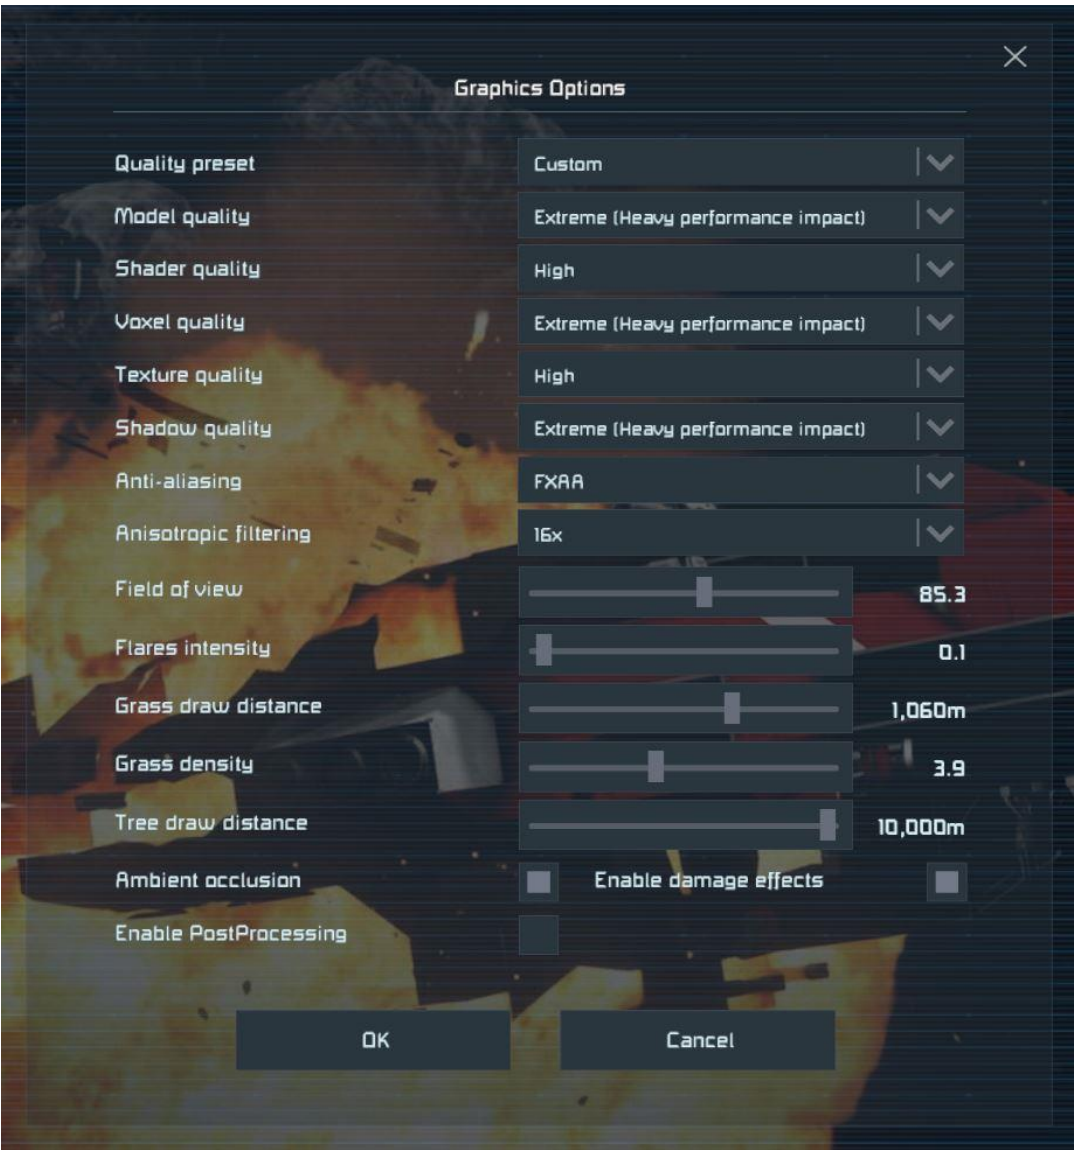 Graphics Options
Quality preset Custom
Model quality Extreme (Heavy performance impact)
Shader quality High
Voxel quality Extreme (Heavy performance impact)
Texture quality High
Shadow quality Extreme (Heavy performance impact)
Anti-aliasing FXAA
Anisotropic filtering 16x
Field of view 85.3
Flares intensity 0.1
Grass draw distance 1,060m
Grass density 3.9
Tree draw distance 10,000m
Ambient occlusion Enable damage effects
Enable PostProcessing
OK Cancel